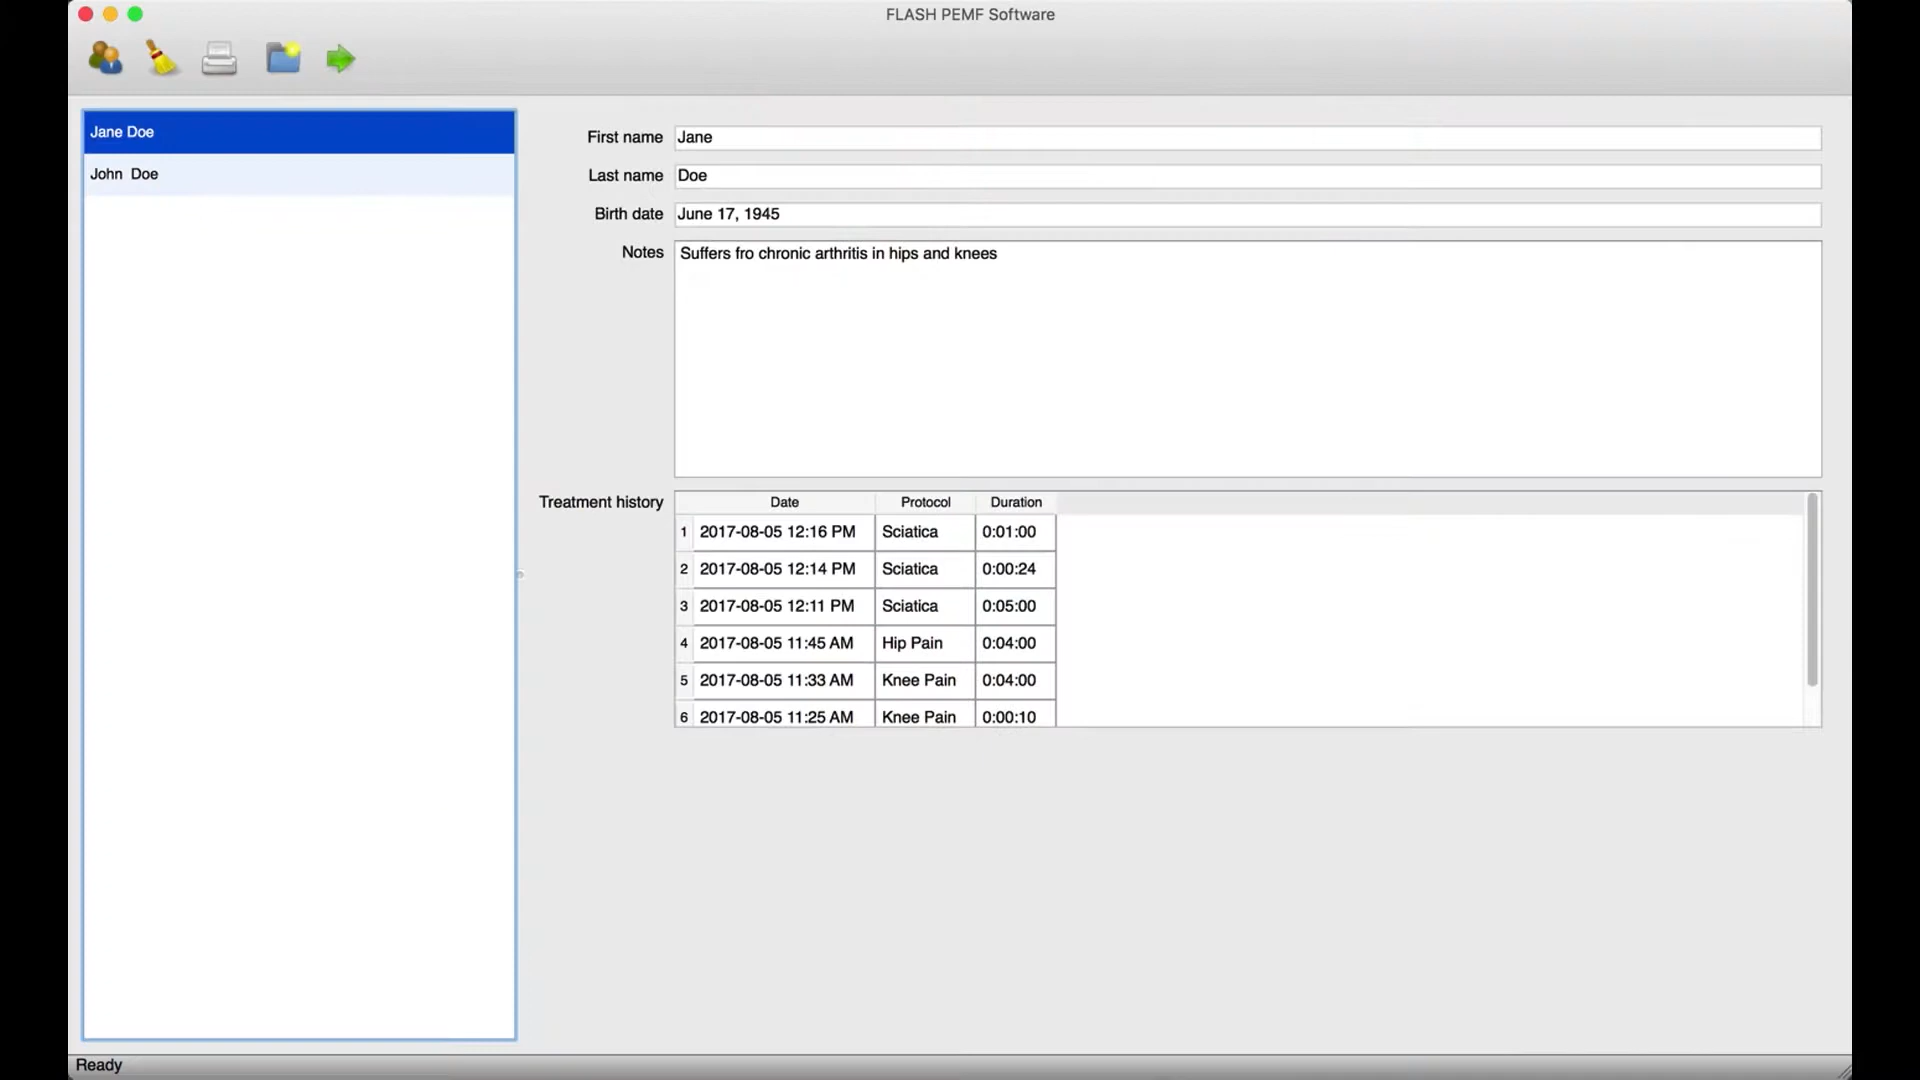 FLASH PEMF Software
Jane Doe
John  Doe
First name Jane
Last name Doe
Birth date June 17, 1945
Notes Suffers fro chronic arthritis in hips and knees
Treatment history
Date Protocol Duration
1 2017-08-05 12:16 PM Sciatica 0:01:00
2 2017-08-05 12:14 PM Sciatica 0:00:24
3 2017-08-05 12:11 PM Sciatica 0:05:00
4 2017-08-05 11:45 AM Hip Pain 0:04:00
5 2017-08-05 11:33 AM Knee Pain 0:04:00
6 2017-08-05 11:25 AM Knee Pain 0:00:10
Ready